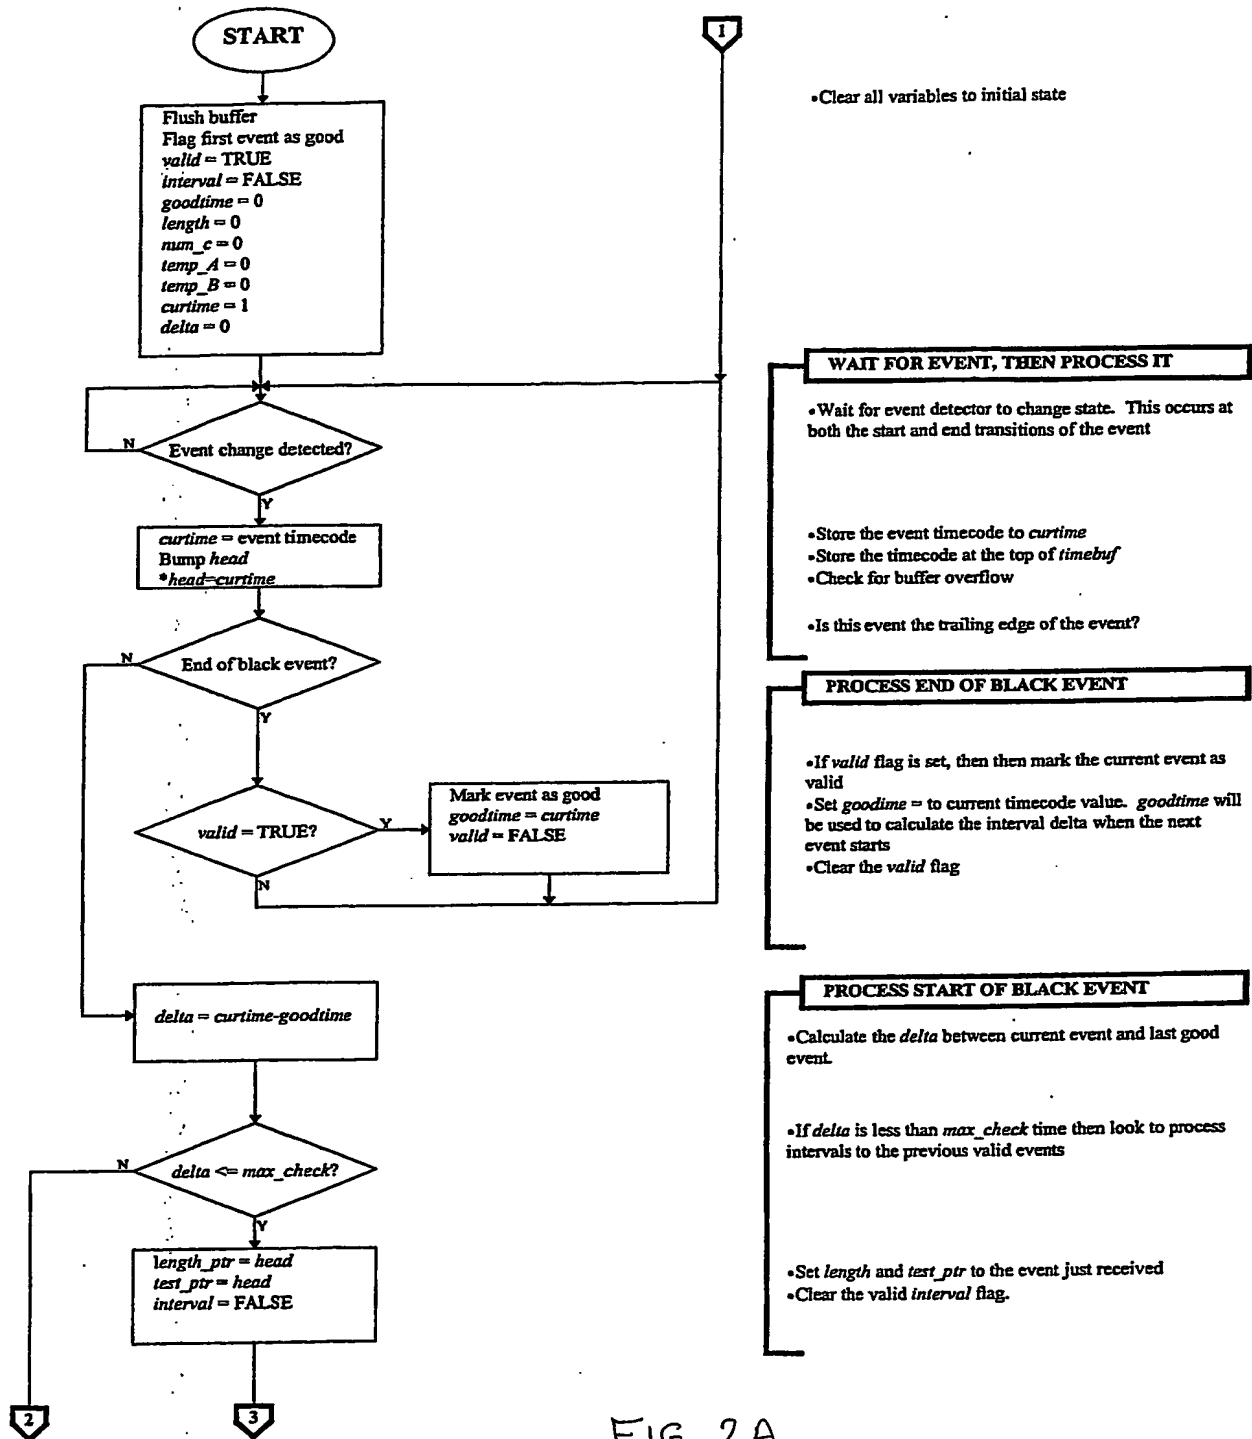 START
1
•Clear all variables to initial state
Flush buffer
Flag first event as good
valid = TRUE
interval = FALSE
goodtime = 0
length = 0
num_c = 0
temp_A = 0
temp_B = 0
curtime = 1
delta = 0
WAIT FOR EVENT, THEN PROCESS IT
•Wait for event detector to change state. This occurs at
both the start and end transitions of the event
N
Event change detected?
Y
curtime = event timecode
Bump head
*head=curtime
•Store the event timecode to curtime
•Store the timecode at the top of timebuf
•Check for buffer overflow
•Is this event the trailing edge of the event?
N
End of black event?
Y
PROCESS END OF BLACK EVENT
•If valid flag is set, then then mark the current event as
valid
•Set goodime = to current timecode value. goodtime will
be used to calculate the interval delta when the next
event starts
•Clear the valid flag
valid = TRUE?
Y
N
Mark event as good
goodtime = curtime
valid = FALSE
PROCESS START OF BLACK EVENT
delta = curtime-goodtime
•Calculate the delta between current event and last good
event.
•If delta is less than max_check time then look to process
intervals to the previous valid events
N
delta <= max_check?
Y
length_ptr = head
test_ptr = head
interval = FALSE
•Set length and test_ptr to the event just received
•Clear the valid interval flag.
2
3
FIG. 2A